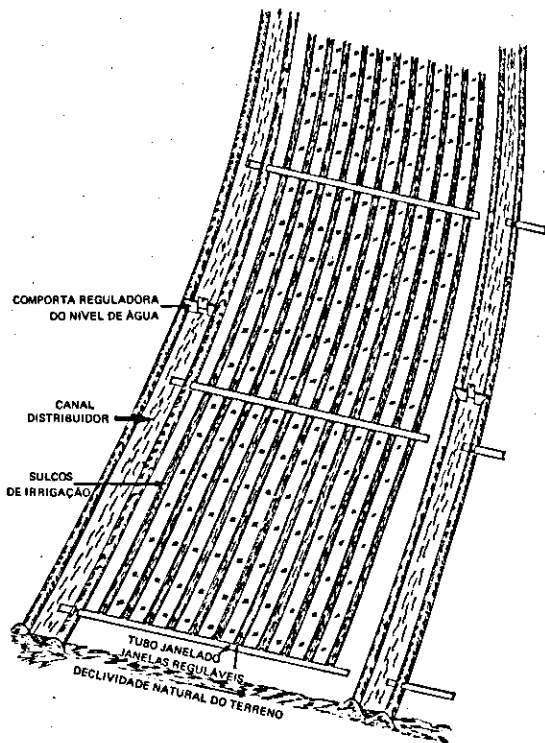 COMPORTA REGULADORA
DO NÍVEL DE ÁGUA
CANAL
DISTRIBUIDOR
SULCOS
DE IRRIGAÇÃO
TUBO JANELADO
JANELAS REGULÁVEIS
DECLIVIDADE NATURAL DO TERRENO